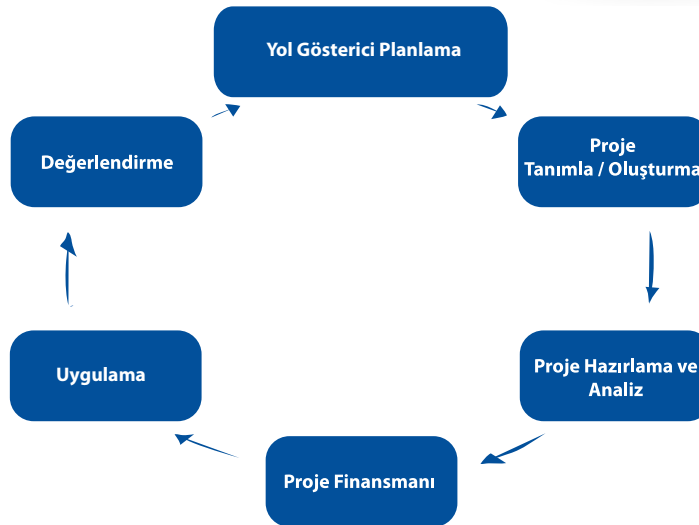 Yol Gösterici Planlama
Değerlendirme
Proje
Tanımla / Oluşturma
Uygulama
Proje Hazırlama ve
Analiz
Proje Finansmanı